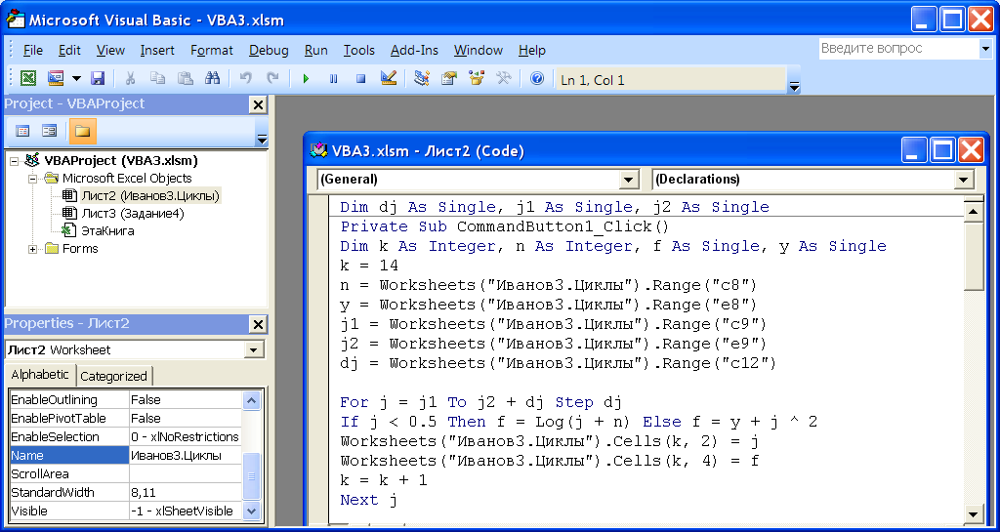 Microsoft Visual Basic - VBA3.xlsm
File Edit View Insert Format Debug Run Tools Add-Ins Window Help
Введите вопрос
Ln 1, Col 1
Project - VBAProject
VBAProject (VBA3.xlsm)
Microsoft Excel Objects
Лист2 (Иванов3.Циклы)
Лист3 (Задание4)
ЭтаКнига
Forms
Properties - Лист2
Лист2 Worksheet
Alphabetic Categorized
EnableOutlining False
EnablePivotTable False
EnableSelection 0 - xlNoRestrictions
Name Иванов3.Циклы
ScrollArea
StandardWidth 8,11
Visible -1 - xlSheetVisible
VBA3.xlsm - Лист2 (Code)
(General) (Declarations)
Dim dj As Single, j1 As Single, j2 As Single
Private Sub CommandButton1_Click()
Dim k As Integer, n As Integer, f As Single, y As Single
k = 14
n = Worksheets("Иванов3.Циклы").Range("c8")
y = Worksheets("Иванов3.Циклы").Range("e8")
j1 = Worksheets("Иванов3.Циклы").Range("c9")
j2 = Worksheets("Иванов3.Циклы").Range("e9")
dj = Worksheets("Иванов3.Циклы").Range("c12")
For j = j1 To j2 + dj Step dj
If j < 0.5 Then f = Log(j + n) Else f = y + j ^ 2
Worksheets("Иванов3.Циклы").Cells(k, 2) = j
Worksheets("Иванов3.Циклы").Cells(k, 4) = f
k = k + 1
Next j